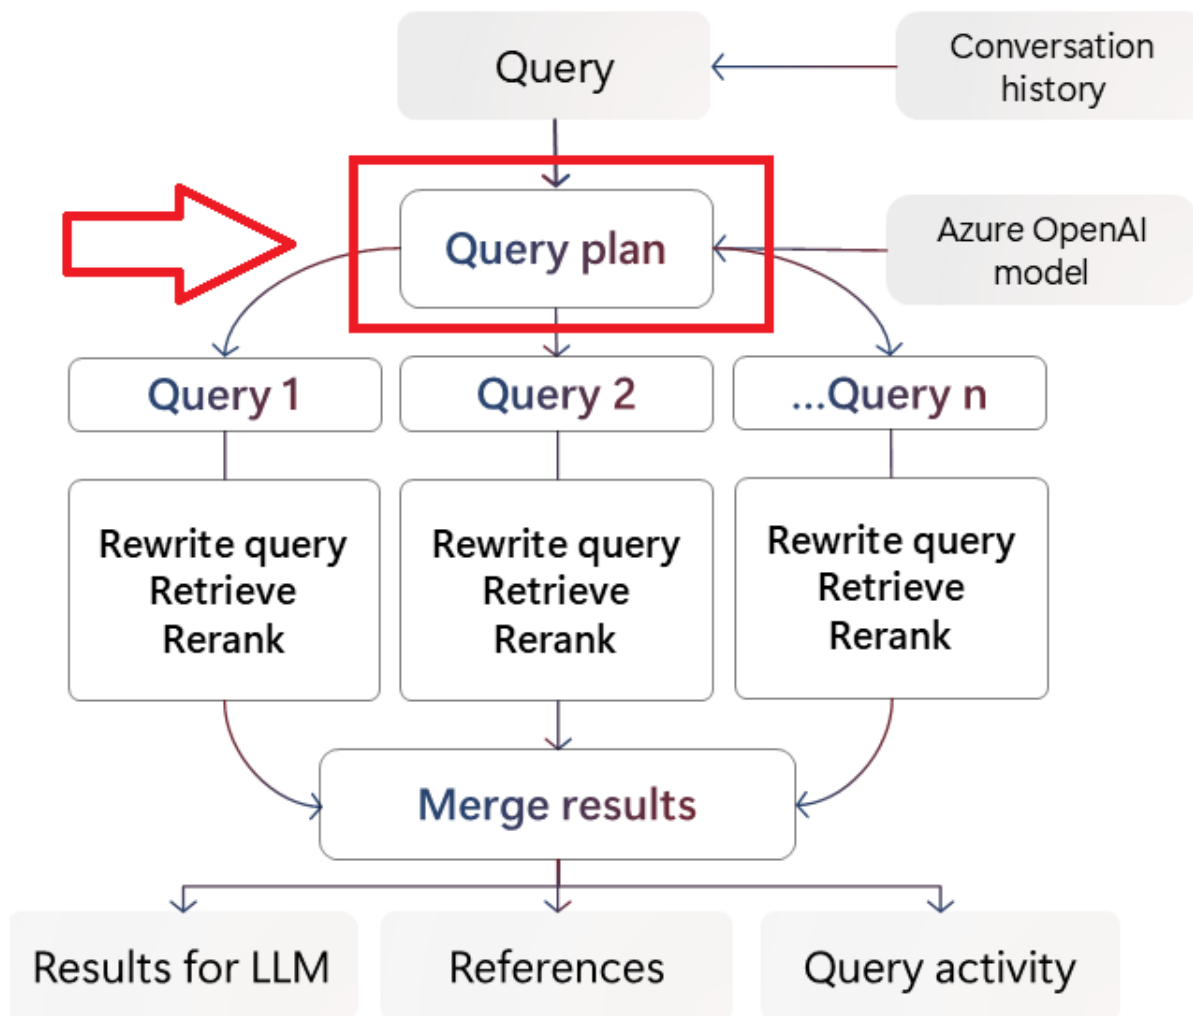 Query
Conversation
history
Query plan
Azure OpenAI
model
Query 1
Query 2
...Query n
Rewrite query
Retrieve
Rerank
Rewrite query
Retrieve
Rerank
Rewrite query
Retrieve
Rerank
Merge results
Results for LLM
References
Query activity